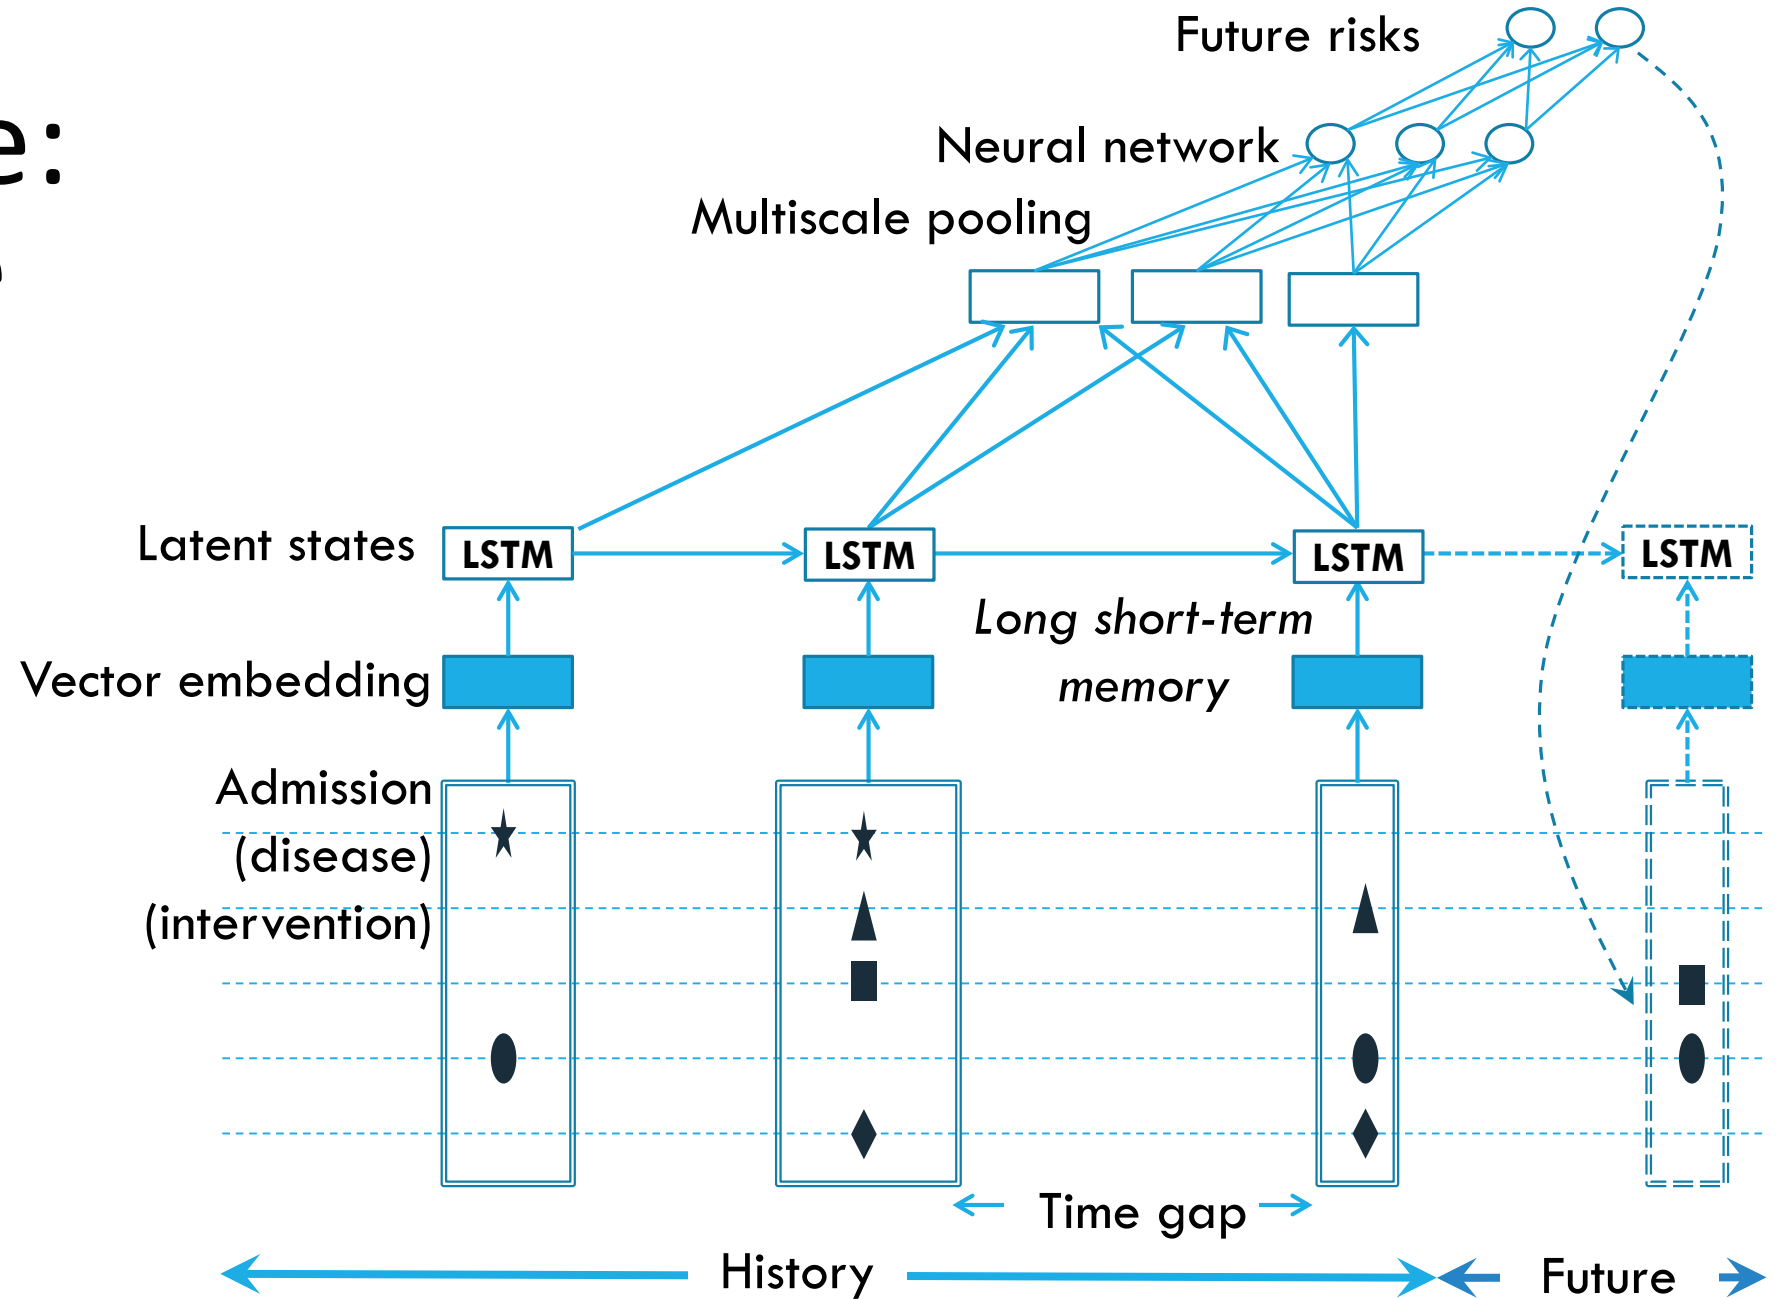 Future risks
e:
Neural network
Multiscale pooling
Latent states
LSTM
LSTM
LSTM
LSTM
Long short-term
memory
Vector embedding
Admission
(disease)
(intervention)
Time gap
History
Future